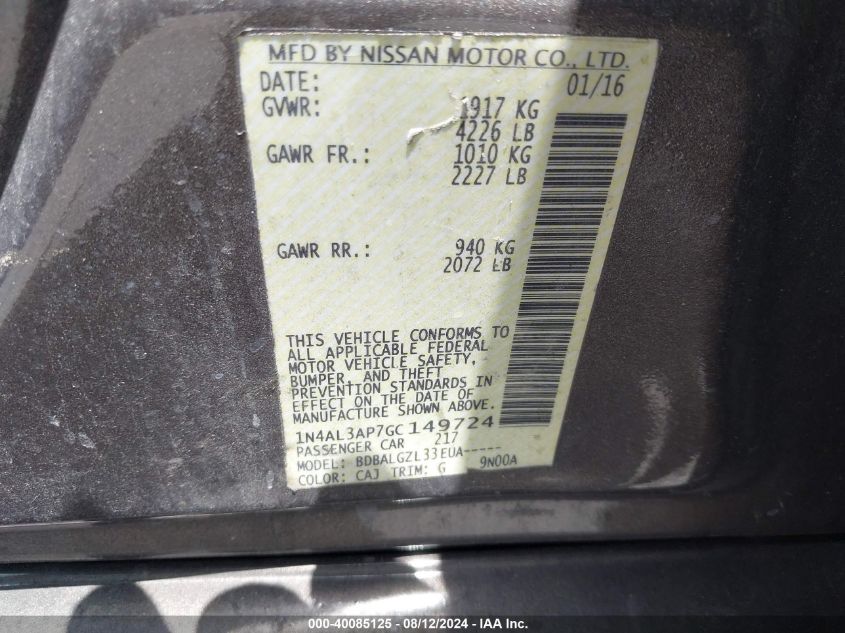 MFD BY NISSAN MOTOR CO., LTD.
DATE: 01/16
GVWR: 1917 KG
4226 LB
GAWR FR.: 1010 KG
2227 LB
GAWR RR.: 940 KG
2072 LB
THIS VEHICLE CONFORMS TO
ALL APPLICABLE FEDERAL
MOTOR VEHICLE SAFETY,
BUMPER, AND THEFT
PREVENTION STANDARDS IN
EFFECT ON THE DATE OF
MANUFACTURE SHOWN ABOVE.
1N4AL3AP7GC149724
PASSENGER CAR 217
MODEL: BDBALGZL33EUA-----
COLOR: CAJ TRIM: G 9N00A
000-40085125 - 08/12/2024 - IAA Inc.